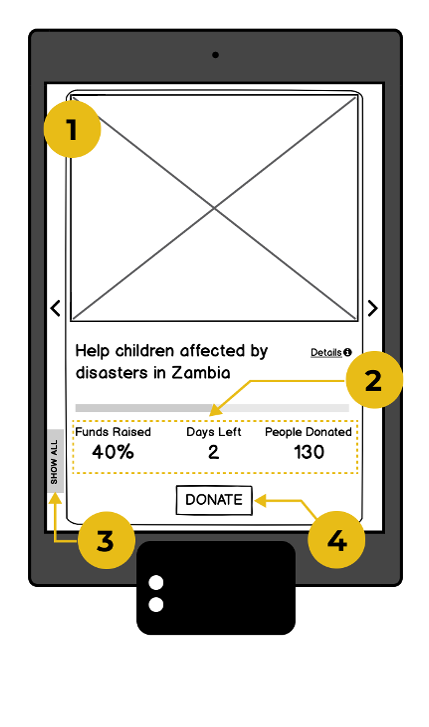 1
Help children affected by
disasters in Zambia
Details
2
Funds Raised
Days Left
People Donated
40%
2
130
SHOW ALL
DONATE
3
4